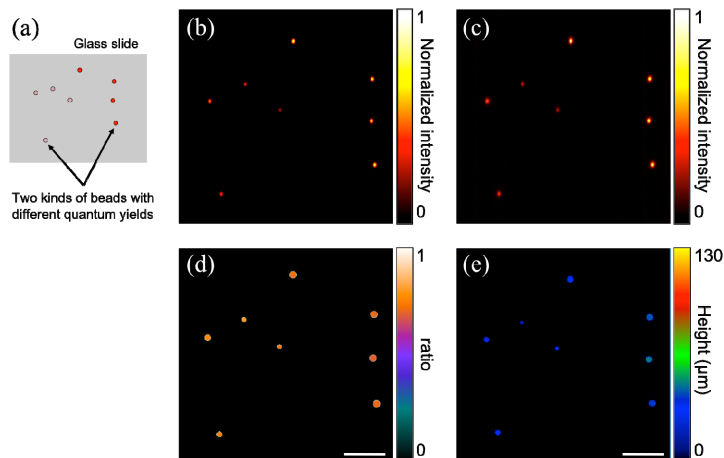 (a)
Glass slide
Two kinds of beads with
different quantum yields
(b)
1
Normalized intensity
0
(c)
1
Normalized intensity
0
(d)
1
ratio
0
(e)
130
Height (μm)
0